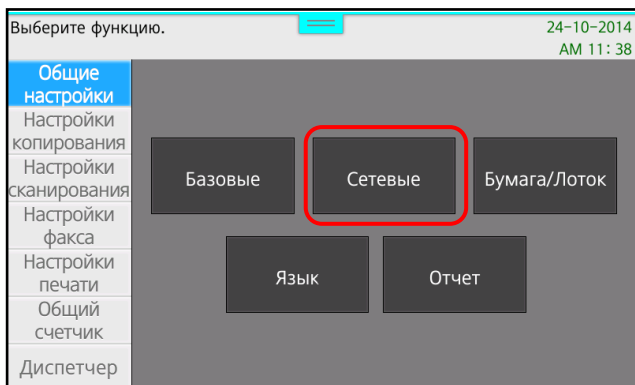 Выберите функцию.
24-10-2014
AM 11:38
Общие
настройки
Настройки
копирования
Настройки
сканирования
Настройки
факса
Настройки
печати
Общий
счетчик
Диспетчер
Базовые
Сетевые
Бумага/Лоток
Язык
Отчет